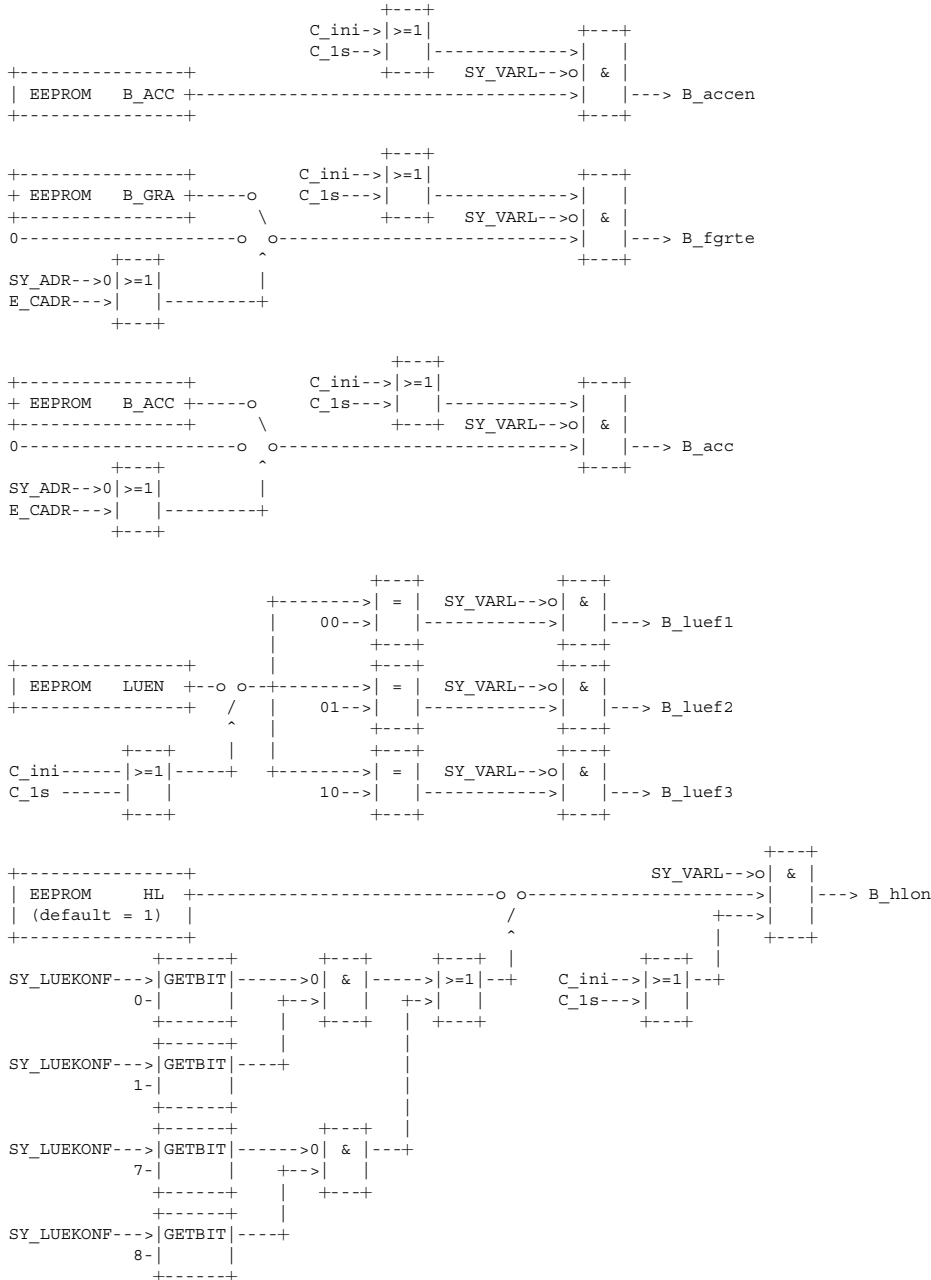 C_ini->|>=1|
C_1s-->
SY_VARL-->o| & |
| EEPROM B_ACC
---> B_accen
C_ini-->|>=1|
+ EEPROM B_GRA +-----o
C_1s--->
SY_VARL-->o| & |
0
---> B_fgrte
SY_ADR-->0|>=1|
E_CADR--->
C_ini-->|>=1|
+ EEPROM B_ACC +-----o
C_1s--->
SY_VARL-->o| & |
0
---> B_acc
SY_ADR-->0|>=1|
E_CADR--->
= SY_VARL-->o| & |
00-->
---> B_luef1
| EEPROM LUEN +--o o--
= SY_VARL-->o| & |
01-->
---> B_luef2
C_ini------|>=1|-----+
= SY_VARL-->o| & |
C_1s ------|
10-->
---> B_luef3
SY_VARL-->o| & |
| EEPROM HL
---> B_hlon
| (default = 1) |
SY_LUEKONF--->|GETBIT|------>0| & |----->|>=1|--+ C_ini-->|>=1|--+
0-|
C_1s--->
SY_LUEKONF--->|GETBIT|----+
1-|
SY_LUEKONF--->|GETBIT|------>0| & |---+
7-|
SY_LUEKONF--->|GETBIT|----+
8-|